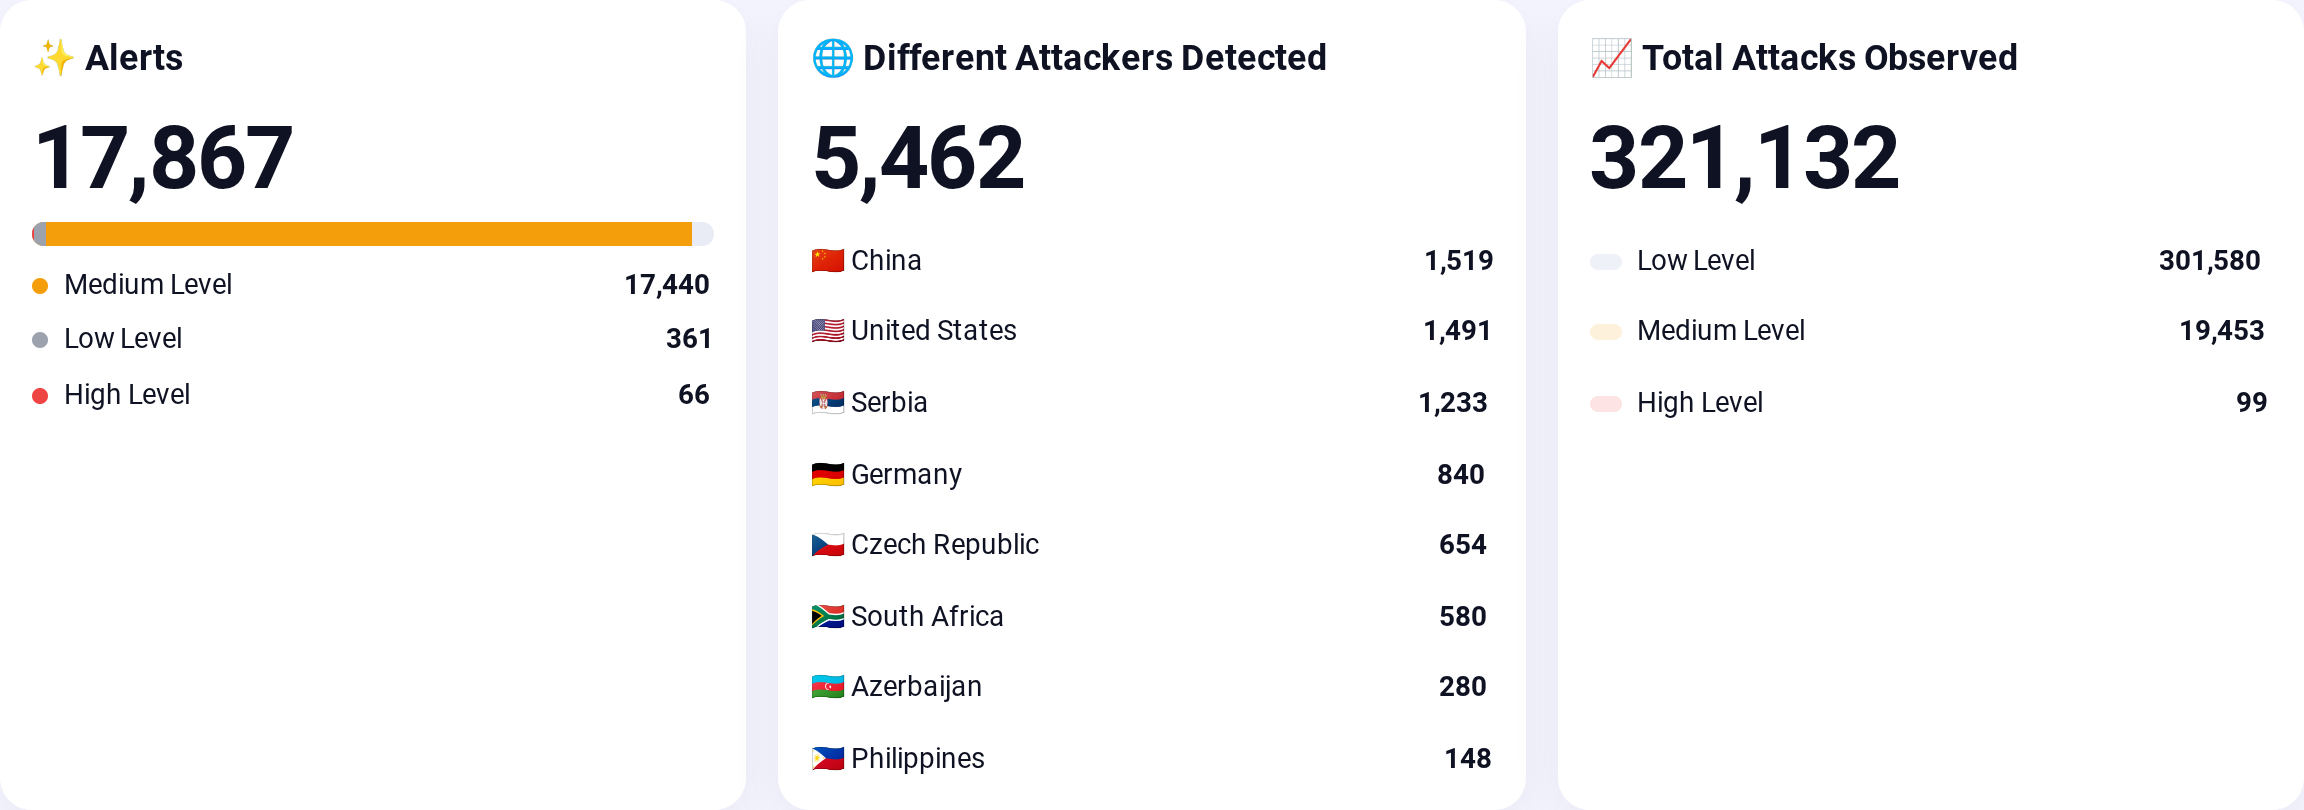 ✨ Alerts
17,867
Medium Level 17,440
Low Level 361
High Level 66
🌐 Different Attackers Detected
5,462
🇨🇳 China 1,519
🇺🇸 United States 1,491
🇷🇸 Serbia 1,233
🇩🇪 Germany 840
🇨🇿 Czech Republic 654
🇿🇦 South Africa 580
🇦🇿 Azerbaijan 280
🇵🇭 Philippines 148
📈 Total Attacks Observed
321,132
Low Level 301,580
Medium Level 19,453
High Level 99